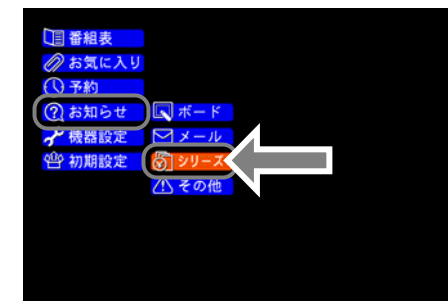 番組表
お気に入り
予約
お知らせ
機器設定
初期設定
ボード
メール
シリーズ
その他